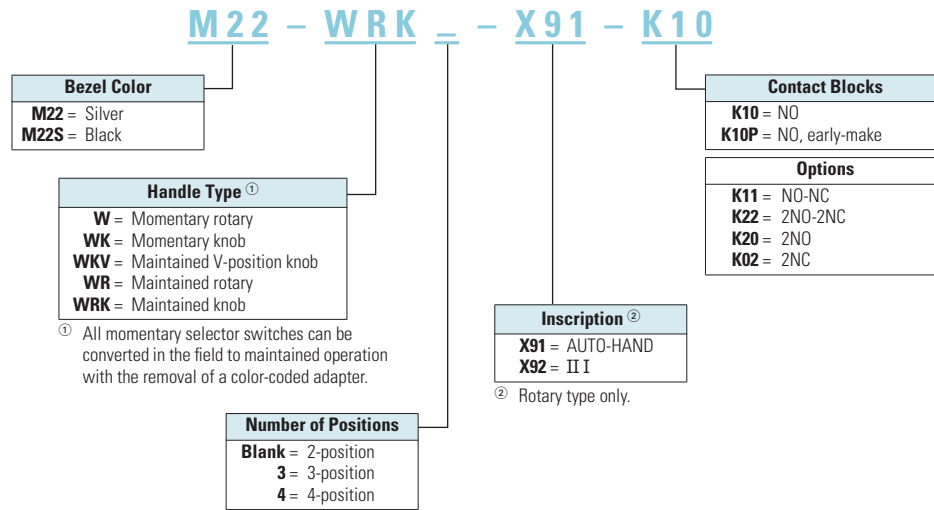 M22 – WRK _ – X91 – K10
Bezel Color
M22 = Silver
M22S = Black
Contact Blocks
K10 = NO
K10P = NO, early-make
Options
K11 = NO-NC
K22 = 2NO-2NC
K20 = 2NO
K02 = 2NC
Handle Type ①
W = Momentary rotary
WK = Momentary knob
WKV = Maintained V-position knob
WR = Maintained rotary
WRK = Maintained knob
① All momentary selector switches can be
converted in the field to maintained operation
with the removal of a color-coded adapter.
Inscription ②
X91 = AUTO-HAND
X92 = II I
② Rotary type only.
Number of Positions
Blank = 2-position
3 = 3-position
4 = 4-position